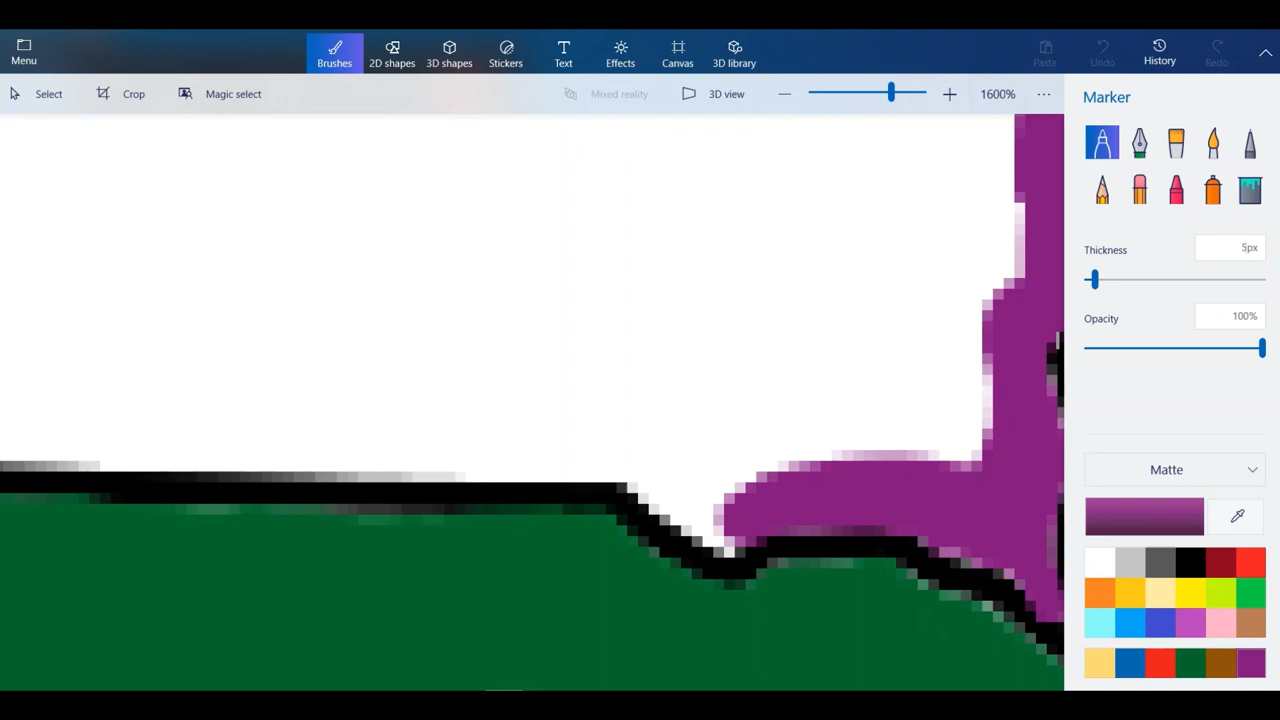 Menu
Brushes
2D shapes
3D shapes
Stickers
Text
Effects
Canvas
3D library
Paste
Undo
History
Redo
Select
Crop
Magic select
Mixed reality
3D view
1600%
Marker
Thickness
5px
Opacity
100%
Matte